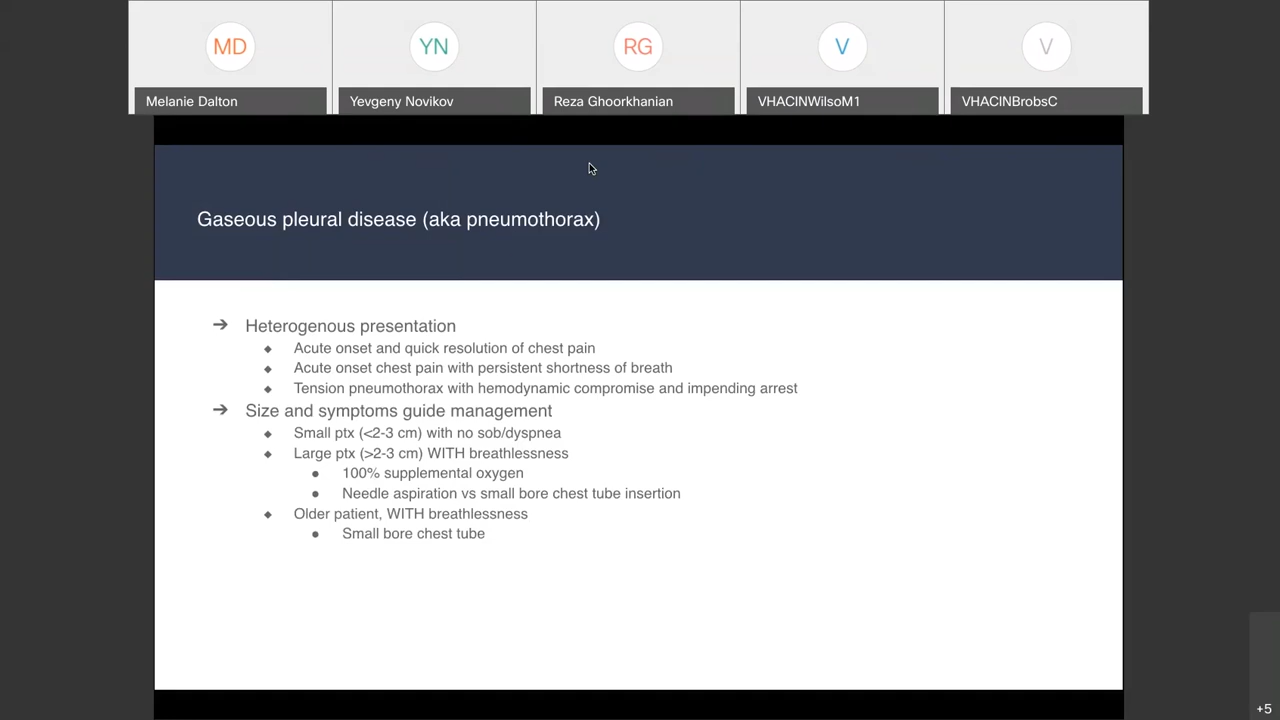 MD
YN
RG
V
V
Melanie Dalton
Yevgeny Novikov
Reza Ghoorkhanian
VHACINWilsoM1
VHACINBrobsC
Gaseous pleural disease (aka pneumothorax)
➔ Heterogenous presentation
◆ Acute onset and quick resolution of chest pain
◆ Acute onset chest pain with persistent shortness of breath
◆ Tension pneumothorax with hemodynamic compromise and impending arrest
➔ Size and symptoms guide management
◆ Small ptx (<2-3 cm) with no sob/dyspnea
◆ Large ptx (>2-3 cm) WITH breathlessness
● 100% supplemental oxygen
● Needle aspiration vs small bore chest tube insertion
◆ Older patient, WITH breathlessness
● Small bore chest tube
+5